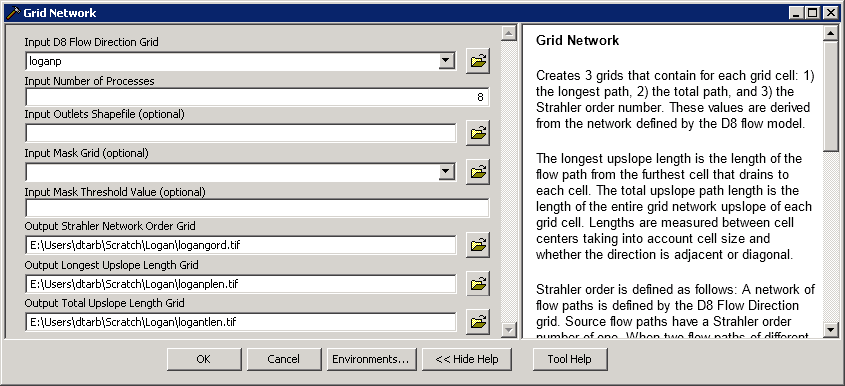 Grid Network
Input D8 Flow Direction Grid
loganp
Input Number of Processes
8
Input Outlets Shapefile (optional)
Input Mask Grid (optional)
Input Mask Threshold Value (optional)
Output Strahler Network Order Grid
E:\Users\dtarb\Scratch\Logan\logangord.tif
Output Longest Upslope Length Grid
E:\Users\dtarb\Scratch\Logan\loganplen.tif
Output Total Upslope Length Grid
E:\Users\dtarb\Scratch\Logan\logantlen.tif
Grid Network
Creates 3 grids that contain for each grid cell: 1)
the longest path, 2) the total path, and 3) the
Strahler order number. These values are derived
from the network defined by the D8 flow model.
The longest upslope length is the length of the
flow path from the furthest cell that drains to
each cell. The total upslope path length is the
length of the entire grid network upslope of each
grid cell. Lengths are measured between cell
centers taking into account cell size and
whether the direction is adjacent or diagonal.
Strahler order is defined as follows: A network of
flow paths is defined by the D8 Flow Direction
grid. Source flow paths have a Strahler order
number of one. When two flow paths of different
OK
Cancel
Environments...
<< Hide Help
Tool Help